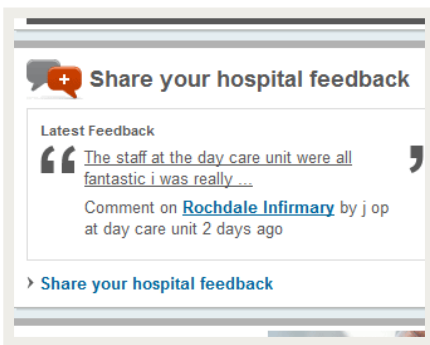 Share your hospital feedback
Latest Feedback
“ The staff at the day care unit were all ”
fantastic i was really ...
Comment on Rochdale Infirmary by j op
at day care unit 2 days ago
› Share your hospital feedback